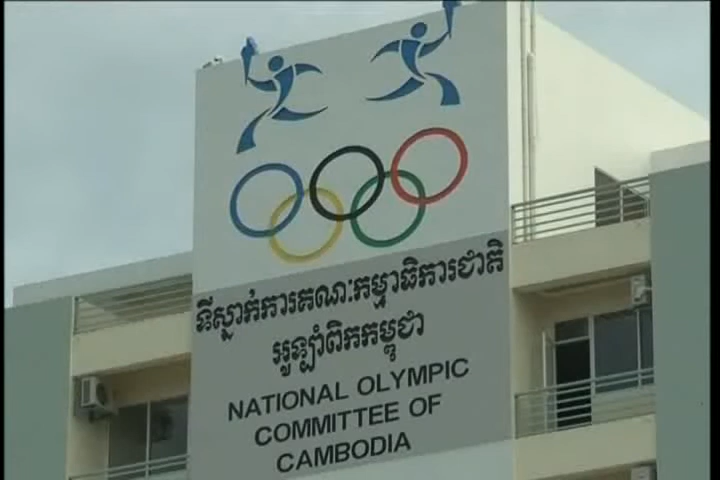 ទីស្នាក់ការគណៈកម្មាធិការជាតិ
អូឡាំពិកកម្ពុជា
NATIONAL OLYMPIC
COMMITTEE OF
CAMBODIA